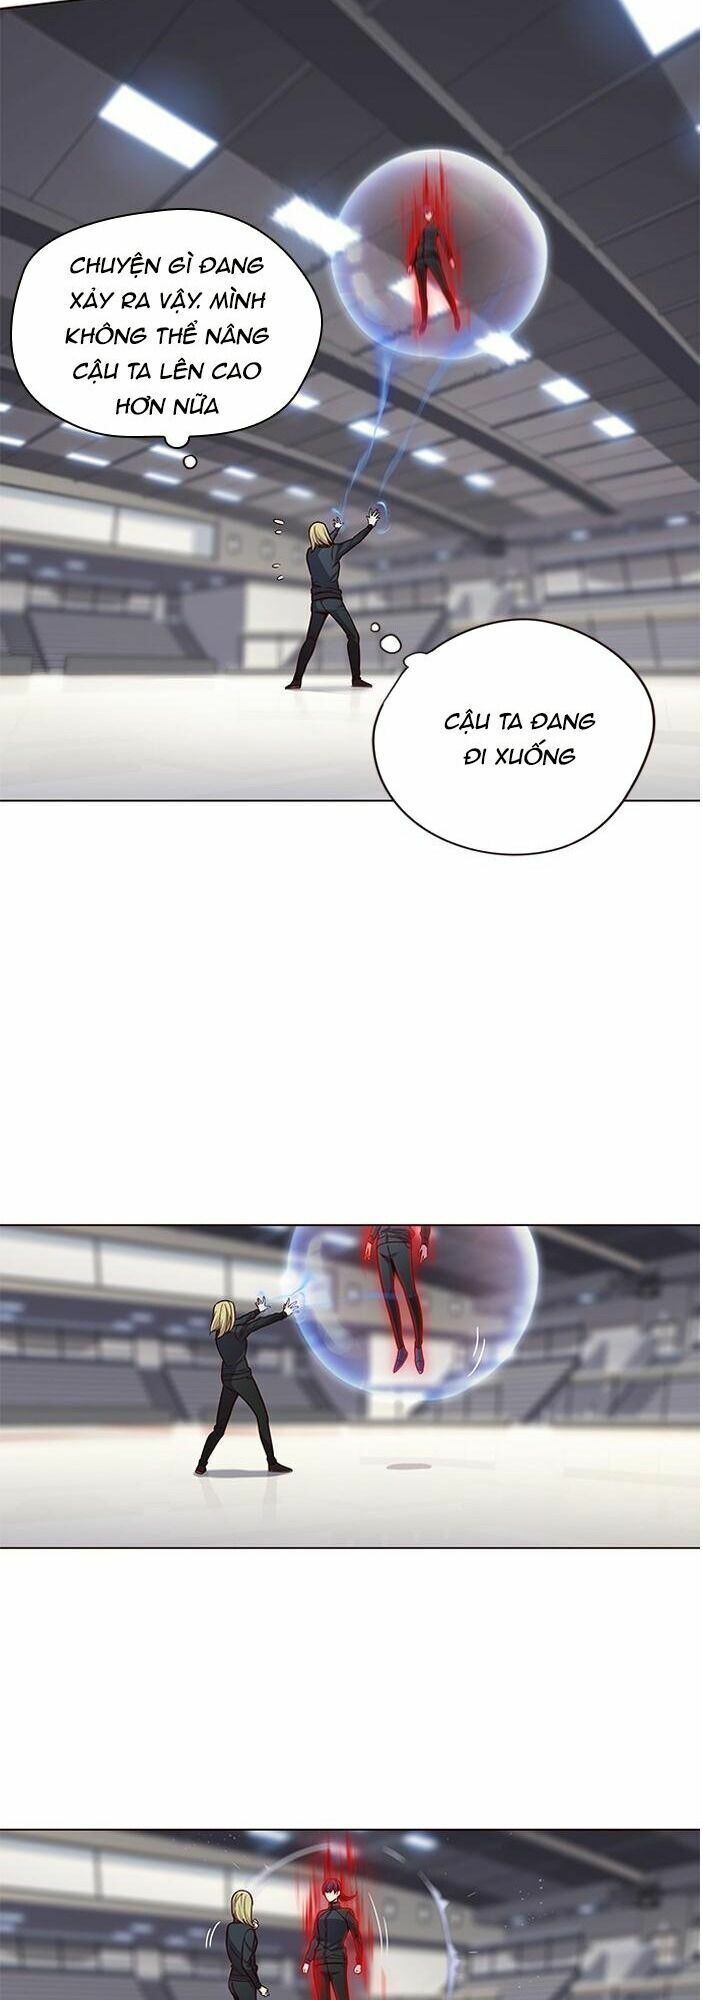 CHUYỆN GÌ ĐANG
XẢY RA VẬY. MÌNH
KHÔNG THỂ NÂNG
CẬU TA LÊN CAO
HƠN NỮA
CẬU TA ĐANG
ĐI XUỐNG